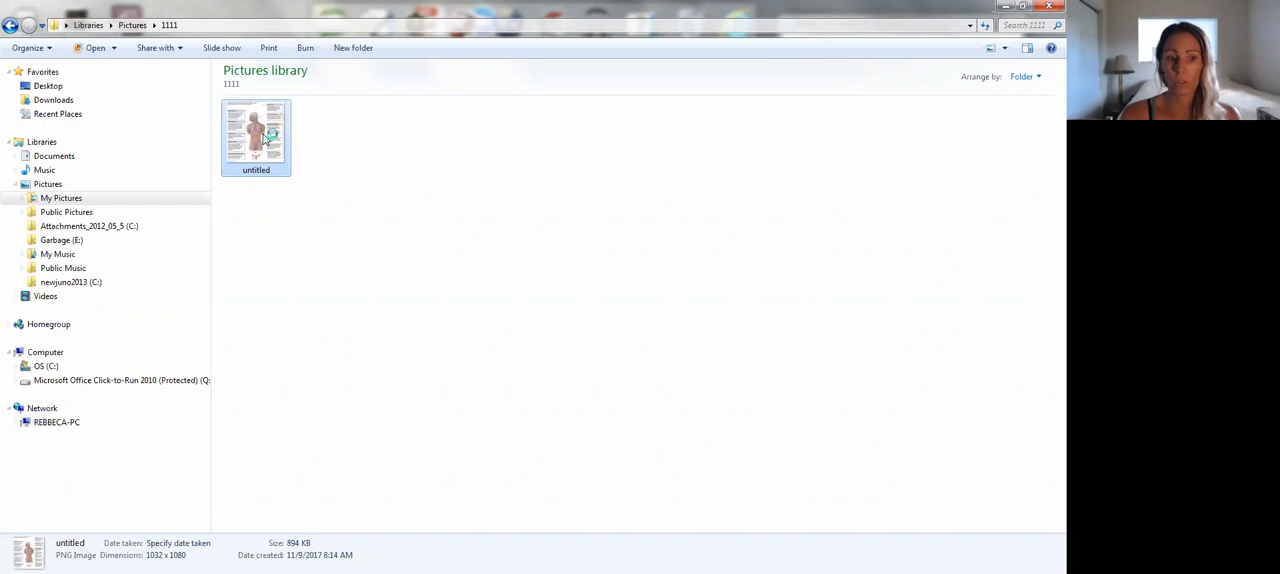 Libraries Pictures 1111
Search 1111
Organize Open Share with Slide show Print Burn New folder
Favorites
Desktop
Downloads
Recent Places
Libraries
Documents
Music
Pictures
My Pictures
Public Pictures
Attachments_2012_05_5 (C:)
Garbage (E:)
My Music
Public Music
newjuno2013 (C:)
Videos
Homegroup
Computer
OS (C:)
Microsoft Office Click-to-Run 2010 (Protected) (Q:
Network
REBBECA-PC
Pictures library
1111
Arrange by: Folder
untitled
untitled Date taken: Specify date taken Size: 894 KB
PNG Image Dimensions: 1032 x 1080 Date created: 11/9/2017 8:14 AM